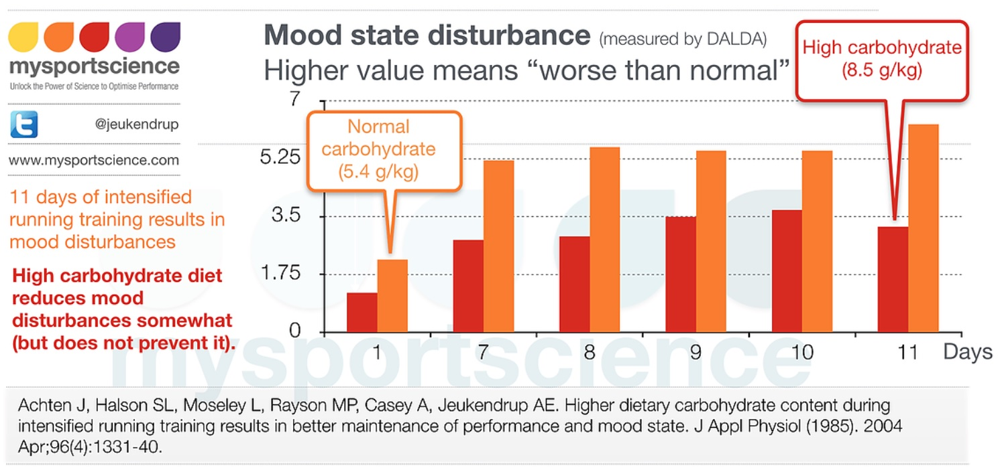 mysportscience
Unlock the Power of Science to Optimise Performance
@jeukendrup
www.mysportscience.com
11 days of intensified
running training results in
mood disturbances
High carbohydrate diet
reduces mood
disturbances somewhat
(but does not prevent it).
Mood state disturbance (measured by DALDA)
Higher value means “worse than normal”
High carbohydrate
(8.5 g/kg)
Normal
carbohydrate
(5.4 g/kg)
7
5.25
3.5
1.75
0
1 7 8 9 10 11 Days
mysportscience
Achten J, Halson SL, Moseley L, Rayson MP, Casey A, Jeukendrup AE. Higher dietary carbohydrate content during
intensified running training results in better maintenance of performance and mood state. J Appl Physiol (1985). 2004
Apr;96(4):1331-40.